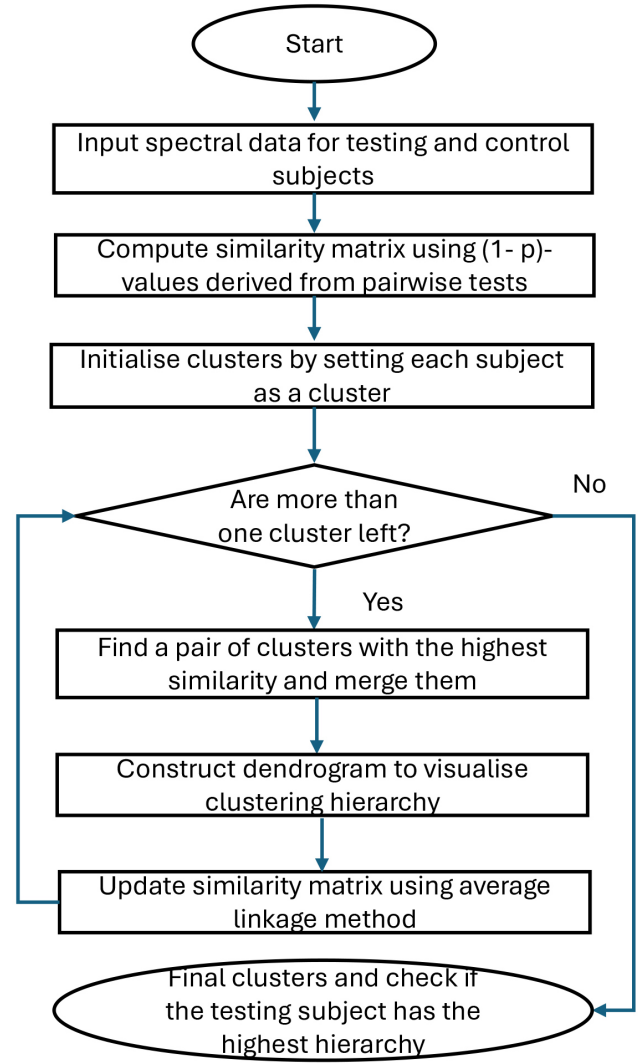 Start
Input spectral data for testing and control
subjects
Compute similarity matrix using (1- p)-
values derived from pairwise tests
Initialise clusters by setting each subject
as a cluster
No
Are more than
one cluster left?
Yes
Find a pair of clusters with the highest
similarity and merge them
Construct dendrogram to visualise
clustering hierarchy
Update similarity matrix using average
linkage method
Final clusters and check if
the testing subject has the
highest hierarchy